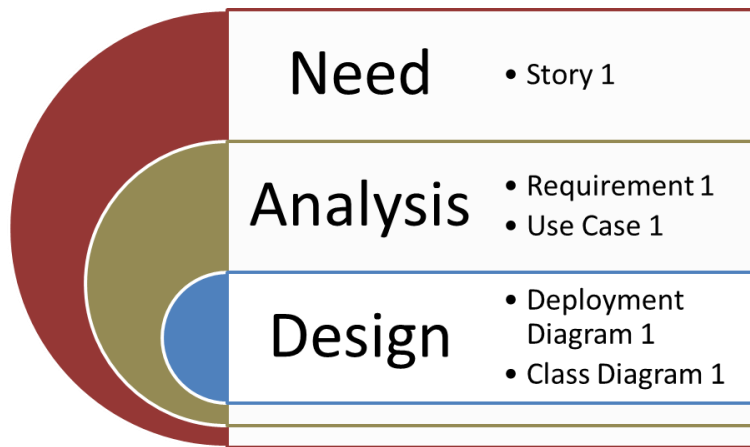 Need
• Story 1
Analysis
• Requirement 1
• Use Case 1
Design
• Deployment
Diagram 1
• Class Diagram 1